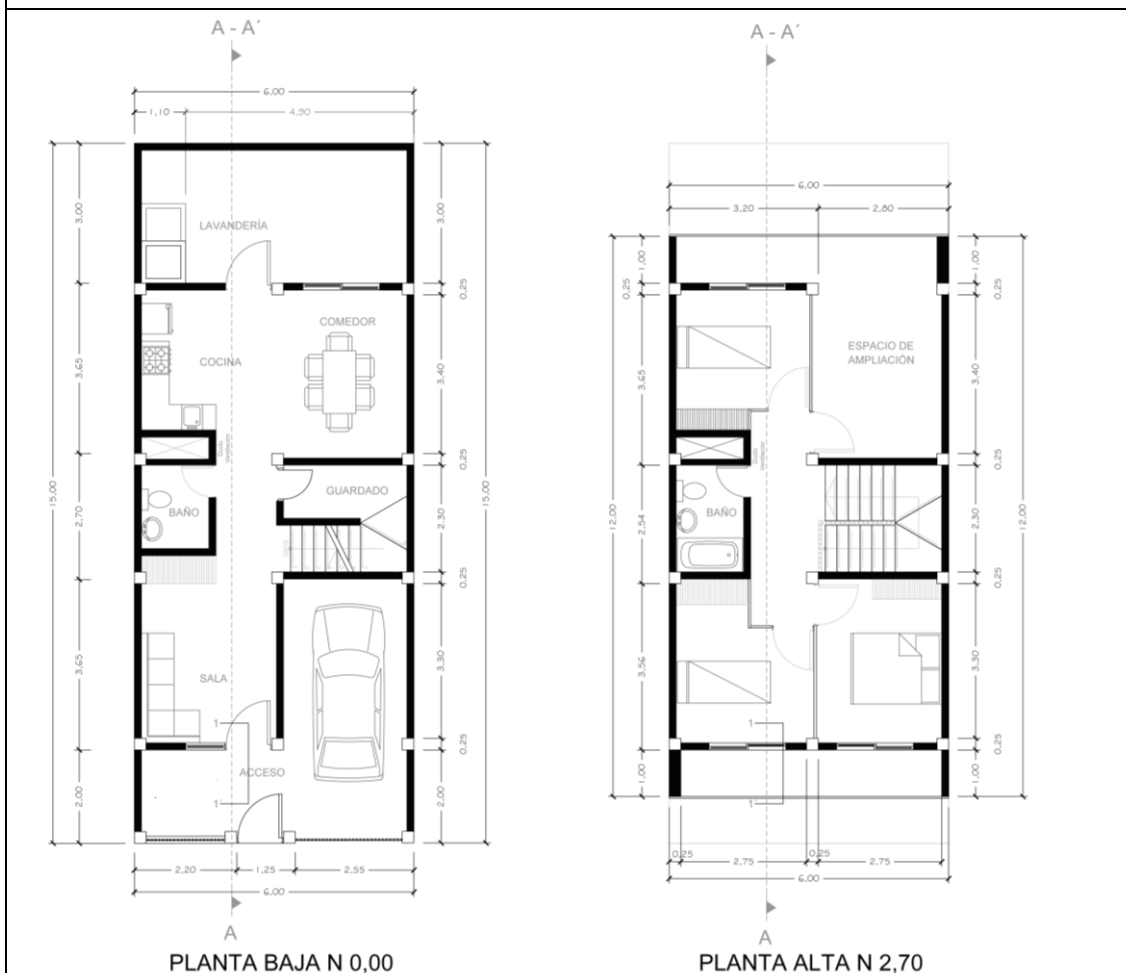 A - A´
6,00
1,10
4,90
3,00
3,65
2,70
3,65
2,00
15,00
LAVANDERÍA
COMEDOR
COCINA
Ducto
Ventilación
GUARDADO
BAÑO
SALA
1
ACCESO
1
3,00
0,25
3,40
0,25
2,30
0,25
3,30
0,25
2,00
15,00
2,20
1,25
2,55
6,00
A
PLANTA BAJA N 0,00
A - A´
6,00
3,20
2,80
1,00
0,25
3,65
2,54
3,56
1,00
12,00
ESPACIO DE
AMPLIACIÓN
Ducto
Ventilación
BAÑO
1
1
1,00
0,25
3,40
0,25
2,30
0,25
3,30
0,25
1,00
12,00
0,25
2,75
0,25
2,75
6,00
A
PLANTA ALTA N 2,70